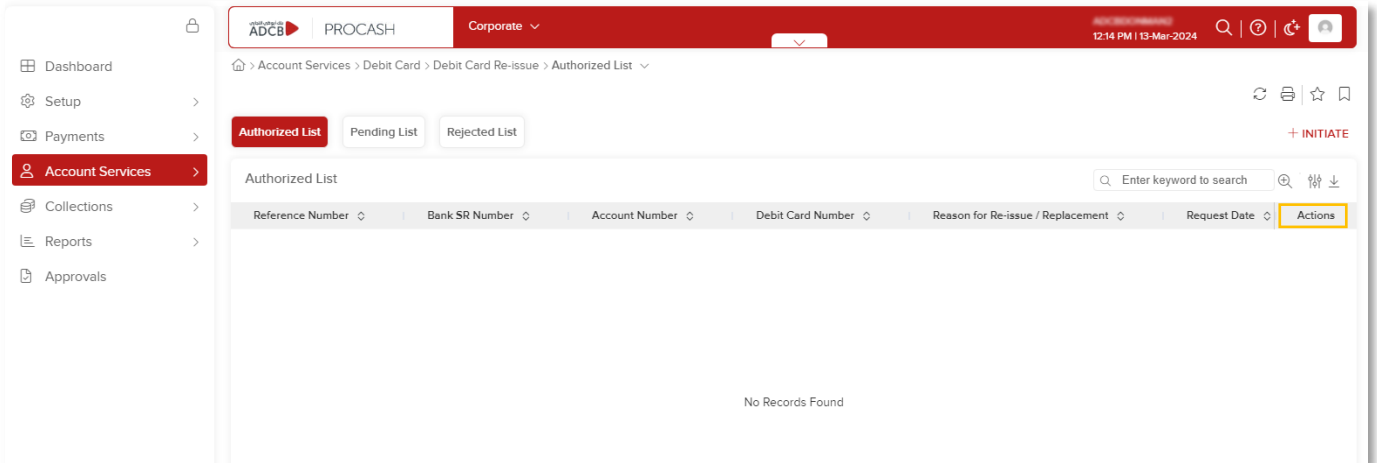 ADCB
PROCASH
Corporate
12:14 PM | 13-Mar-2024
Dashboard
Setup
Payments
Account Services
Collections
Reports
Approvals
> Account Services > Debit Card > Debit Card Re-issue > Authorized List
Authorized List
Pending List
Rejected List
+ INITIATE
Authorized List
Enter keyword to search
Reference Number
Bank SR Number
Account Number
Debit Card Number
Reason for Re-issue / Replacement
Request Date
Actions
No Records Found